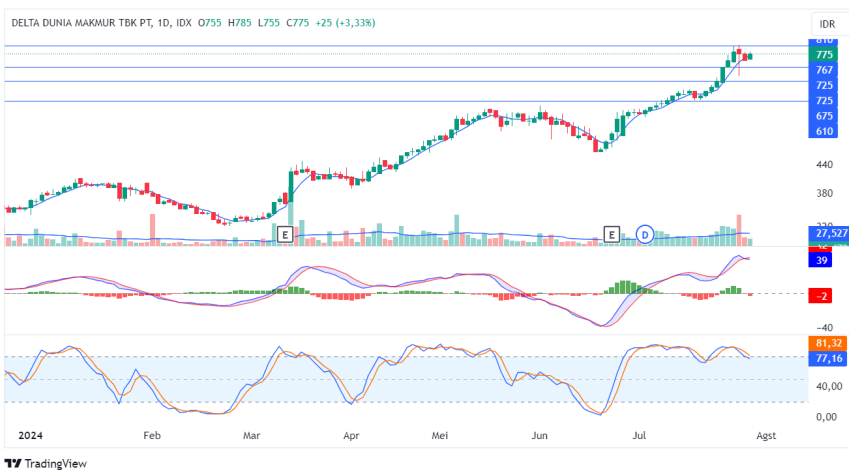 DELTA DUNIA MAKMUR TBK PT, 1D, IDX O755 H785 L755 C775 +25 (+3,33%)
IDR
810
775
767
725
725
675
610
440
380
320
E
E
D
27,527
39
-2
−40
81,32
77,16
40,00
0,00
2024 Feb Mar Apr Mei Jun Jul Agst
TradingView